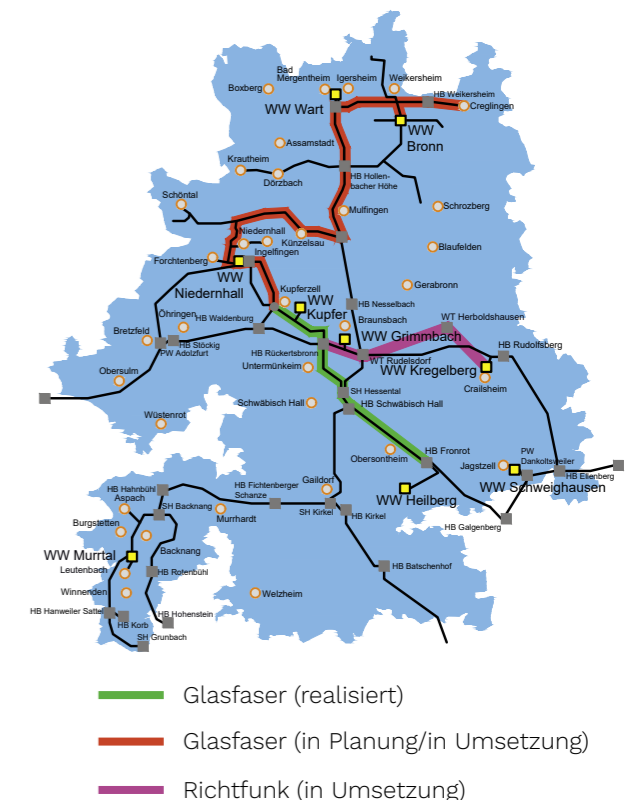 Bad
Mergentheim
Igersheim
Weikersheim
Boxberg
HB Weikersheim
WW Wart
Creglingen
WW
Bronn
Assamstadt
Krautheim
Dörzbach
HB Hollen-
bacher Höhe
Schöntal
Mulfingen
Schrozberg
Niedernhall
Künzelsau
Ingelfingen
Blaufelden
Forchtenberg
WW
Niedernhall
Gerabronn
Kupferzell
WW
Kupfer
HB Nesselbach
Öhringen
HB Waldenburg
Braunsbach
WT Herboldshausen
Bretzfeld
HB Stöckig
PW Adolzfurt
WW Grimmbach
HB Rückertsbronn
WT Rudelsdorf
HB Rudolfsberg
Untermünkeim
WW Kregelberg
Obersulm
Crailsheim
SH Hessental
Schwäbisch Hall
HB Schwäbisch Hall
Wüstenrot
Obersontheim
HB Fronrot
Jagstzell
PW
Dankoltsweiler
HB Ellenberg
WW Schweighausen
Gaildorf
HB Fichtenberger
Schanze
WW Heilberg
HB Hahnbühl
Aspach
SH Backnang
Murrhardt
SH Kirkel
HB Kirkel
HB Galgenberg
Burgstetten
Backnang
WW Murrtal
Leutenbach
HB Rotenbühl
HB Batschenhof
Winnenden
Welzheim
HB Hanweiler Sattel
HB Korb
HB Hohenstein
SH Grunbach
Glasfaser (realisiert)
Glasfaser (in Planung/in Umsetzung)
Richtfunk (in Umsetzung)